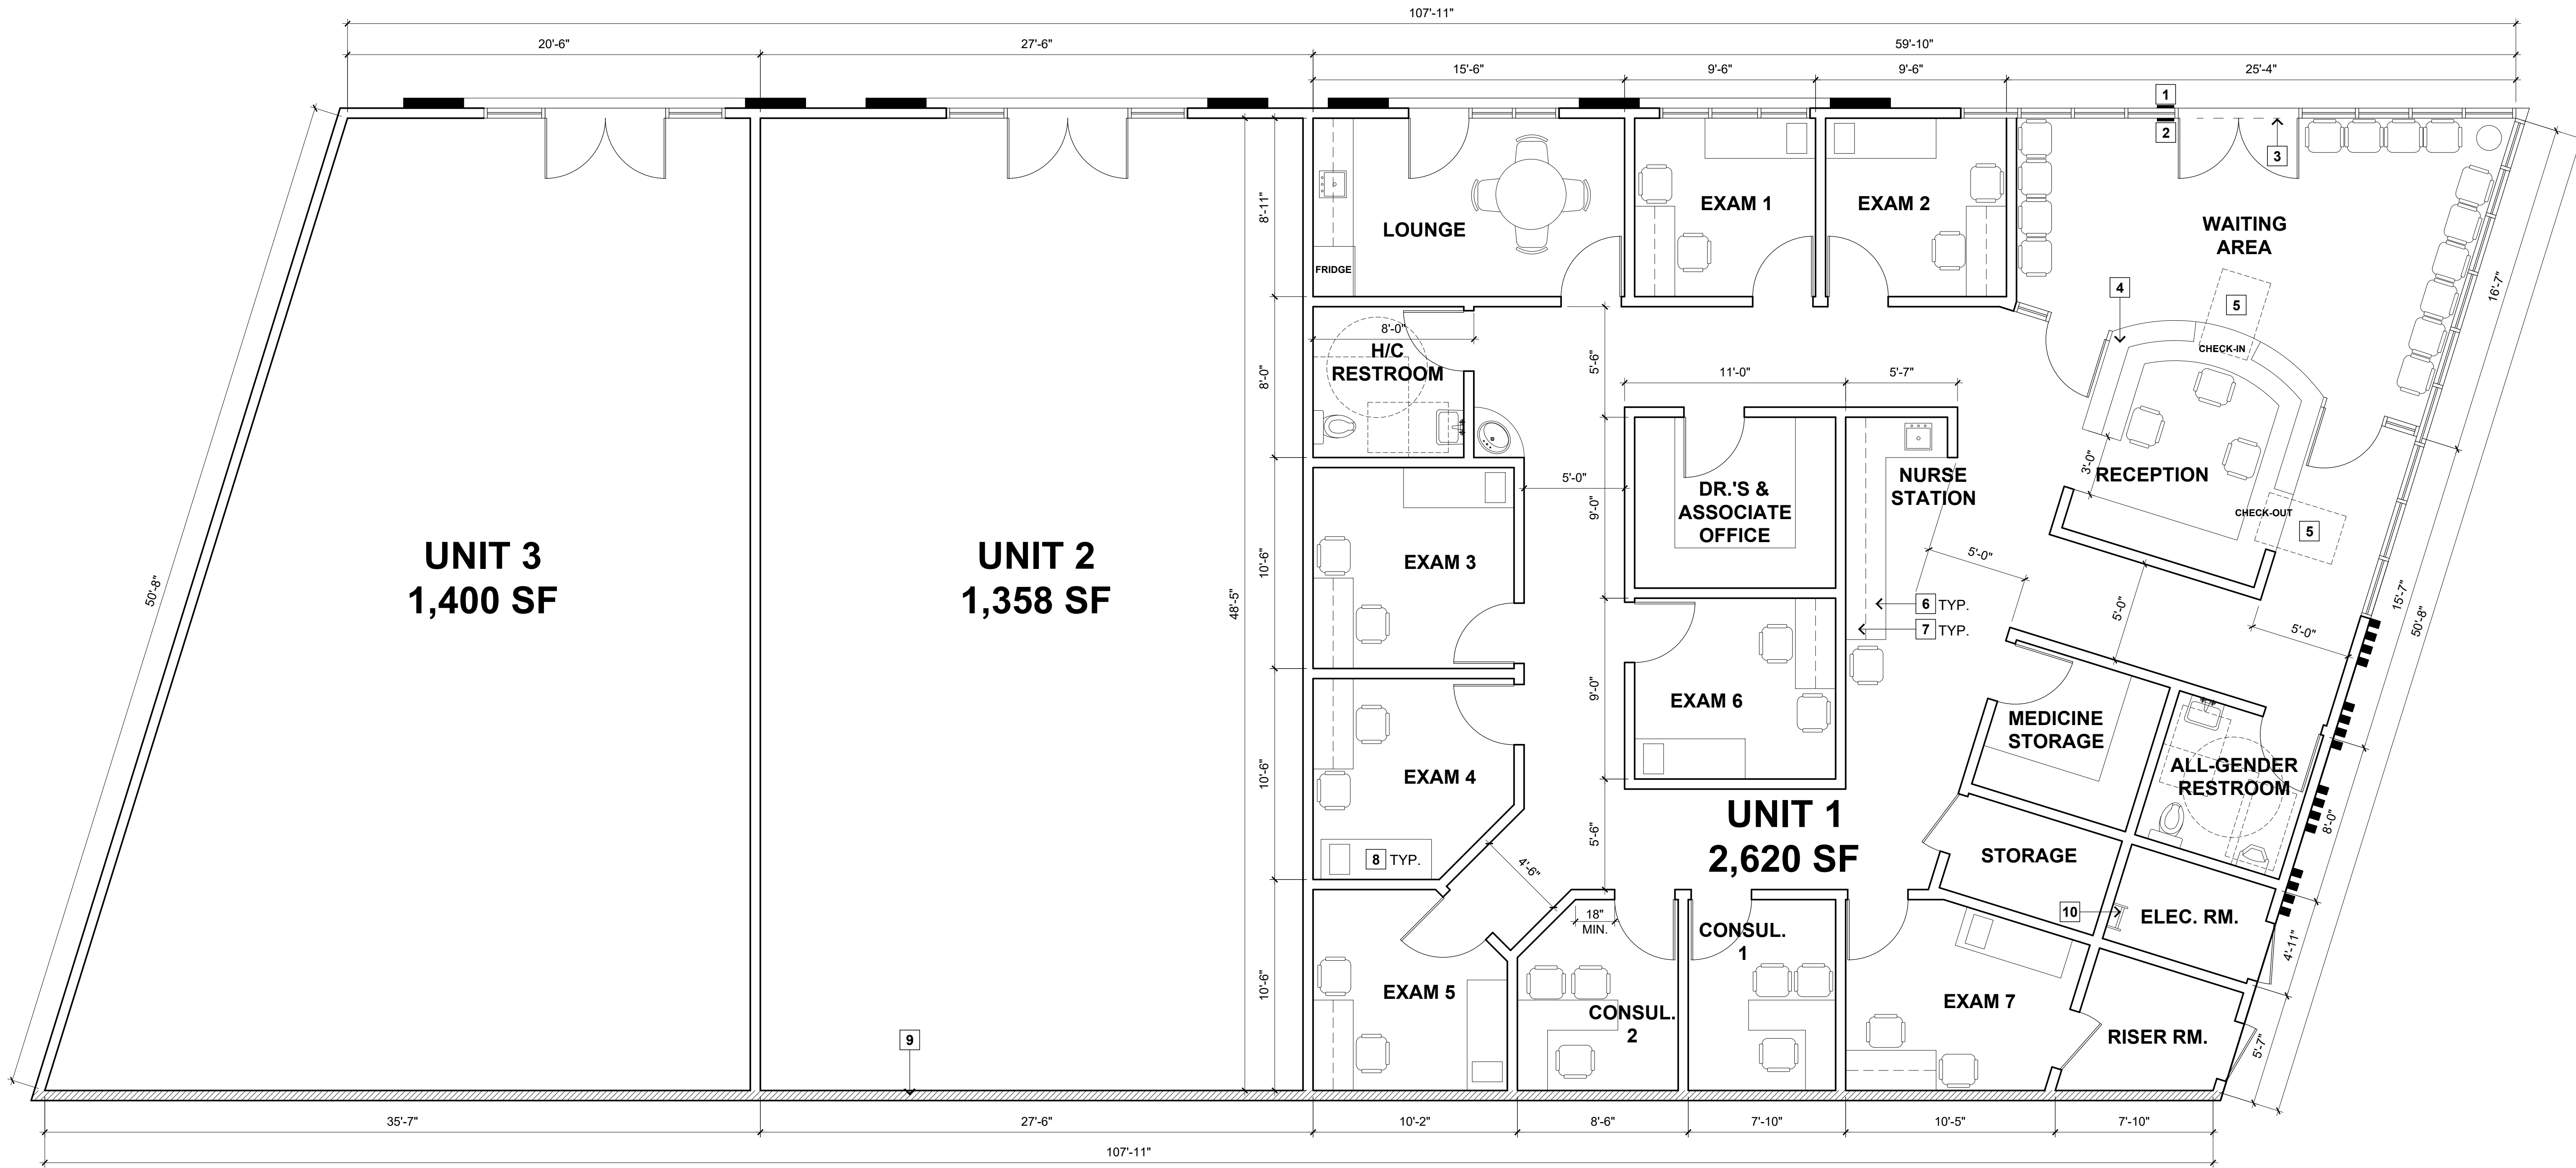 107'-11"
20'-6"
27'-6"
59'-10"
15'-6"
9'-6"
9'-6"
25'-4"
1
2
3
8'-11"
LOUNGE
FRIDGE
EXAM 1
EXAM 2
WAITING
AREA
16'-7"
4
5
CHECK-IN
8'-0"
H/C
RESTROOM
8'-0"
5'-6"
11'-0"
5'-7"
3'-0"
RECEPTION
CHECK-OUT
5
5'-0"
9'-0"
DR.'S &
ASSOCIATE
OFFICE
NURSE
STATION
5'-0"
50'-8"
UNIT 3
1,400 SF
UNIT 2
1,358 SF
48'-5"
10'-6"
EXAM 3
6 TYP.
7 TYP.
5'-0"
5'-0"
15'-7"
50'-8"
9'-0"
EXAM 6
MEDICINE
STORAGE
ALL-GENDER
RESTROOM
10'-6"
EXAM 4
8 TYP.
4'-6"
5'-6"
UNIT 1
2,620 SF
STORAGE
8'-0"
18"
MIN.
10
ELEC. RM.
4'-11"
CONSUL.
1
10'-6"
EXAM 5
CONSUL.
2
EXAM 7
RISER RM.
5'-7"
9
35'-7"
27'-6"
10'-2"
8'-6"
7'-10"
10'-5"
7'-10"
107'-11"